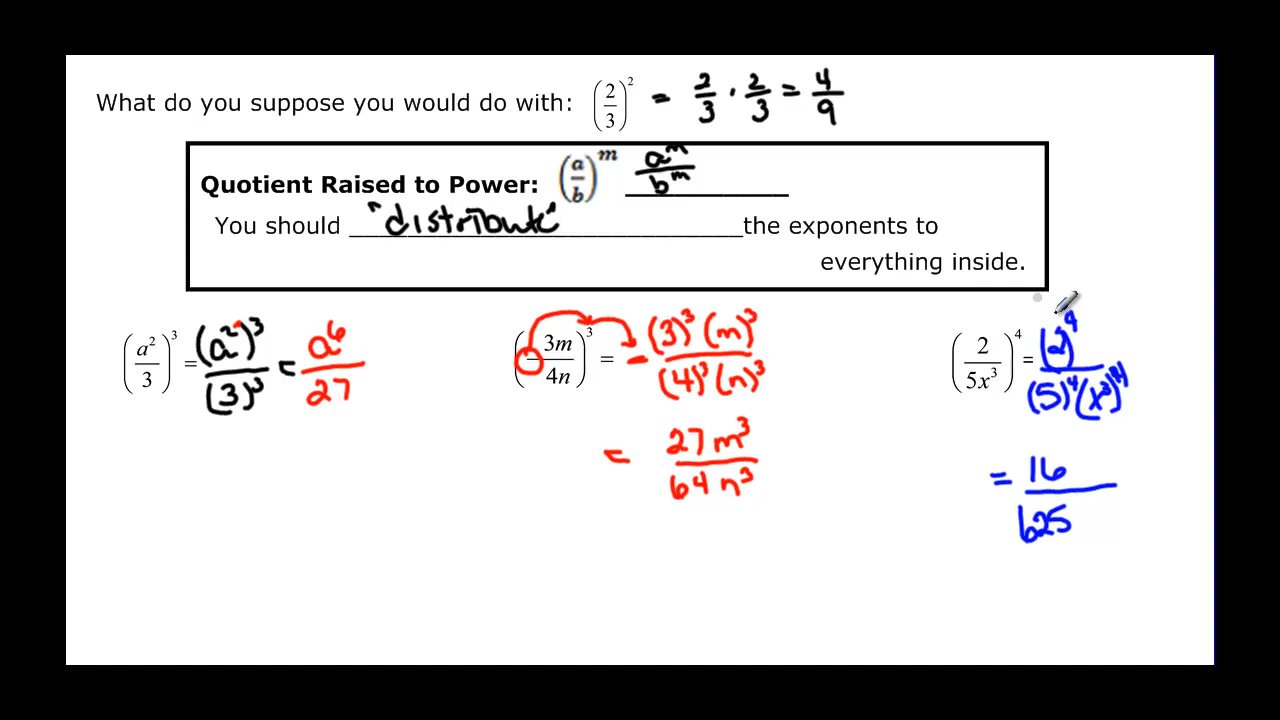 What do you suppose you would do with: (2/3)² = 2/3 · 2/3 = 4/9
Quotient Raised to Power: (a/b)^m a^m/b^m
You should "distribute" the exponents to
everything inside.
(a²/3)³ = (a²)³/(3)³ = a⁶/27
(-3m/4n)³ = -(3)³(m)³/(4)³(n)³
= 27m³/64n³
(2/5x³)⁴ = (2)⁴/(5)⁴(x³)⁴
= 16/625